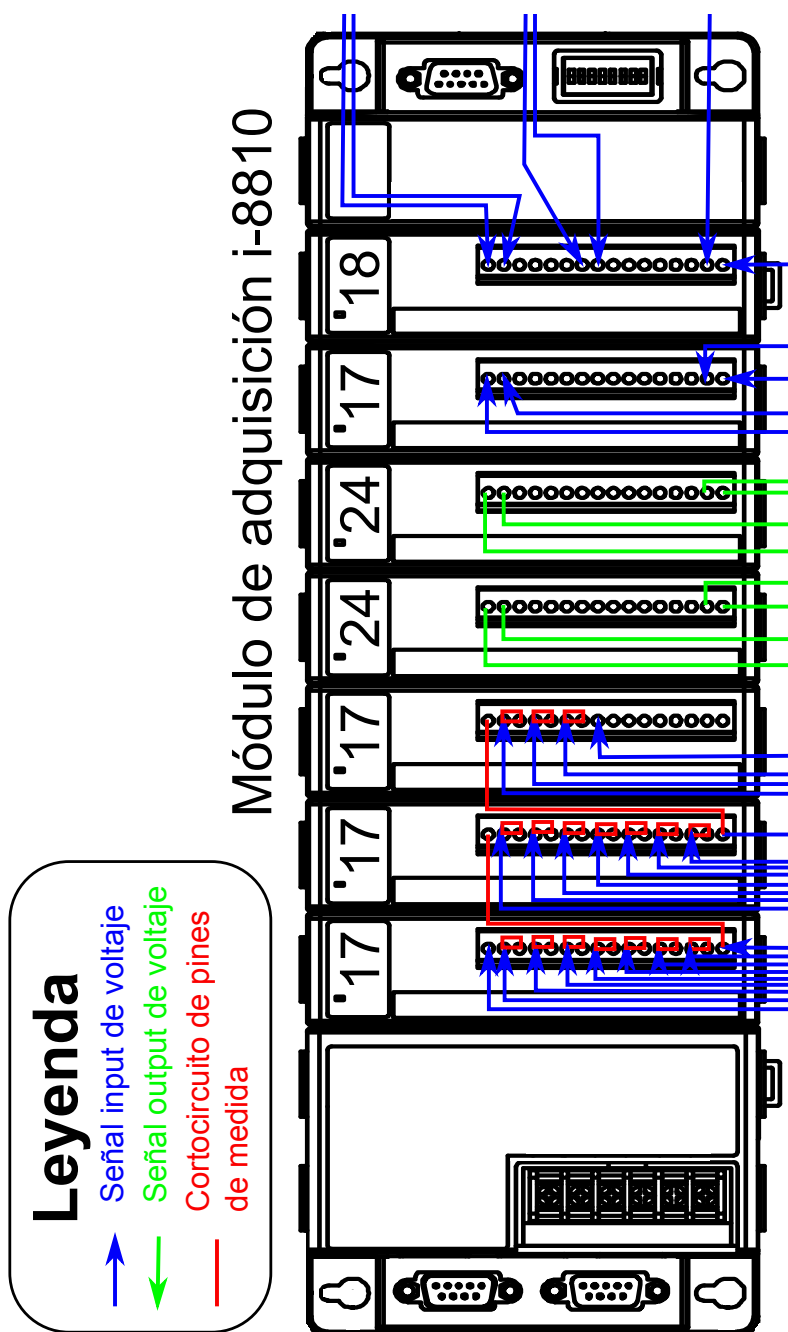 Módulo de adquisición i-8810
18
17
24
24
17
17
17
Leyenda
Señal input de voltaje
Señal output de voltaje
Cortocircuito de pines
de medida